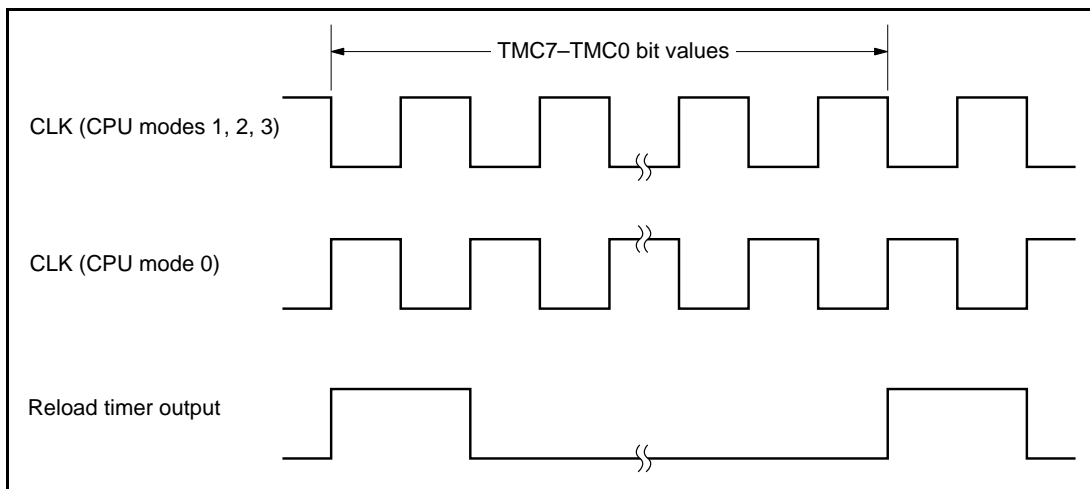 TMC7–TMC0 bit values
CLK (CPU modes 1, 2, 3)
CLK (CPU mode 0)
Reload timer output